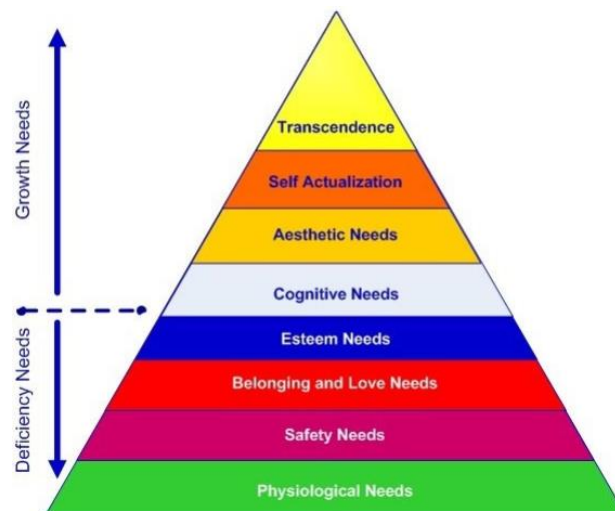 Growth Needs
Deficiency Needs
Transcendence
Self Actualization
Aesthetic Needs
Cognitive Needs
Esteem Needs
Belonging and Love Needs
Safety Needs
Physiological Needs